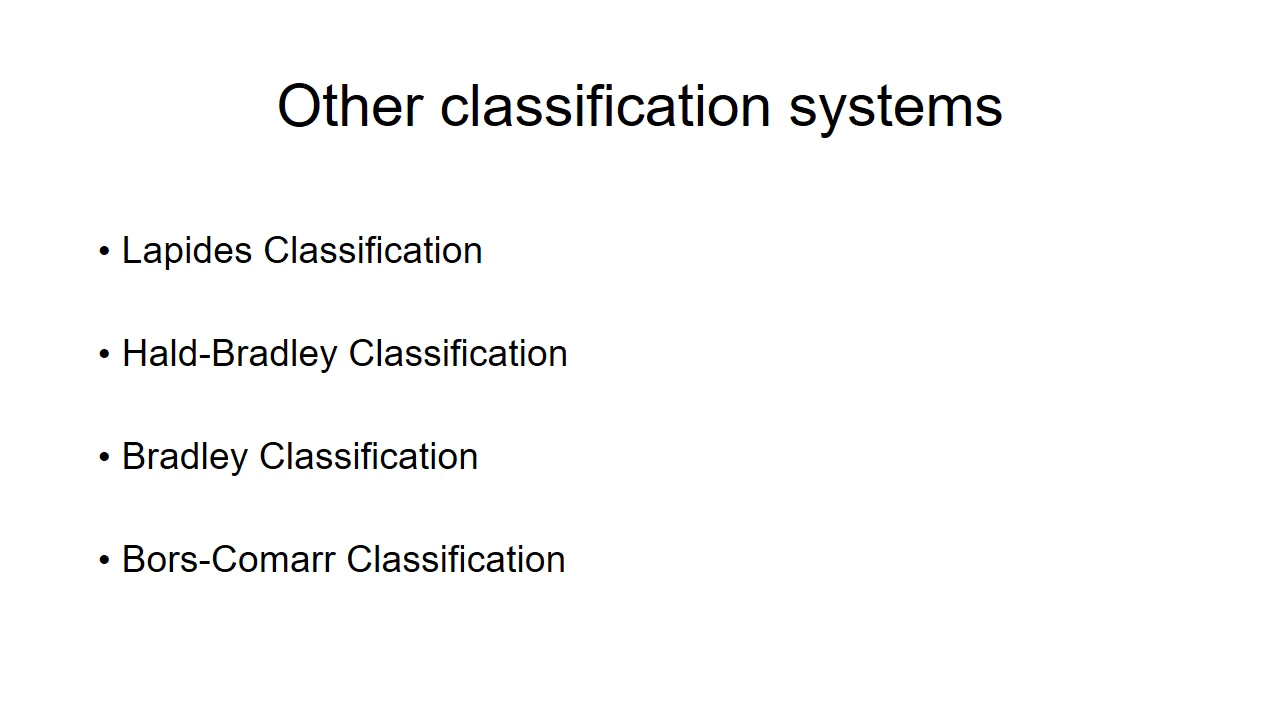 Other classification systems
• Lapides Classification
• Hald-Bradley Classification
• Bradley Classification
• Bors-Comarr Classification